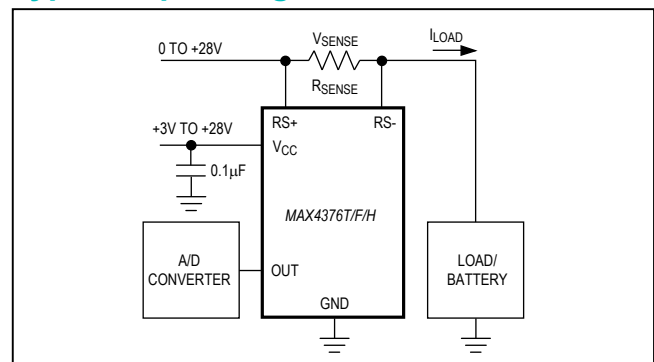 0 TO +28V
VSENSE
ILOAD
RSENSE
RS+
RS-
+3V TO +28V
VCC
0.1µF
MAX4376T/F/H
A/D
CONVERTER
OUT
LOAD/
BATTERY
GND